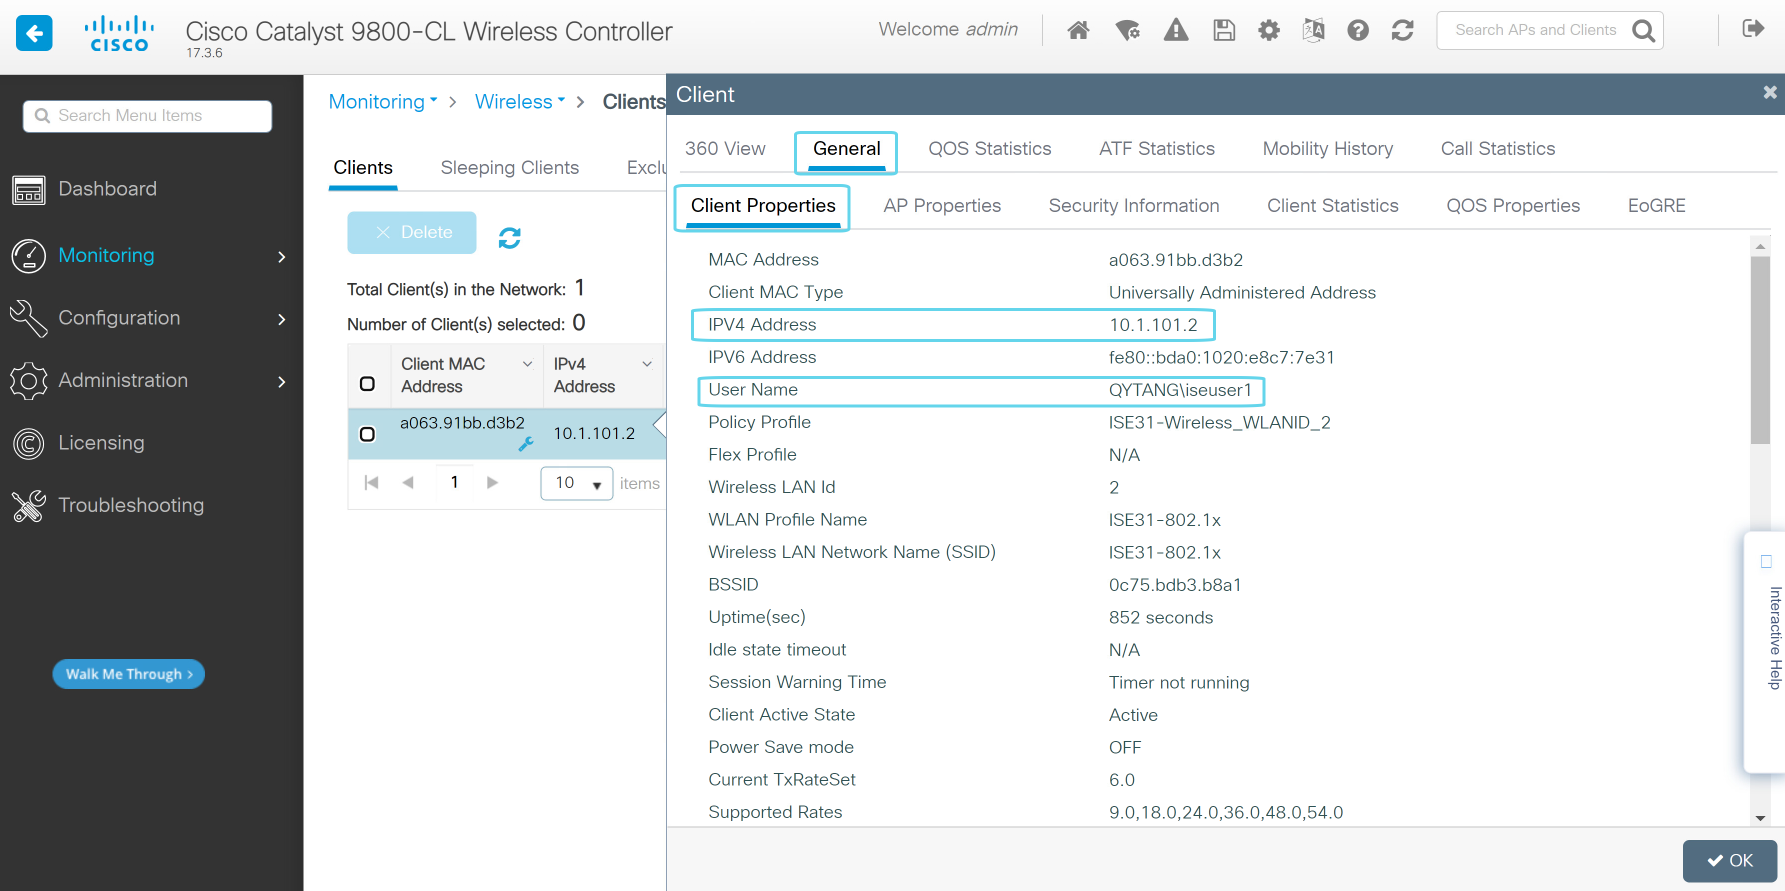 CISCO
Cisco Catalyst 9800-CL Wireless Controller
17.3.6
Welcome admin
Search APs and Clients
Search Menu Items
Dashboard
Monitoring
Configuration
Administration
Licensing
Troubleshooting
Walk Me Through >
Monitoring > Wireless > Clients
Clients Sleeping Clients Exclu
× Delete
Total Client(s) in the Network: 1
Number of Client(s) selected: 0
Client MAC Address IPv4 Address
a063.91bb.d3b2 10.1.101.2
1 10 items
Client
360 View General QOS Statistics ATF Statistics Mobility History Call Statistics
Client Properties AP Properties Security Information Client Statistics QOS Properties EoGRE
MAC Address a063.91bb.d3b2
Client MAC Type Universally Administered Address
IPV4 Address 10.1.101.2
IPV6 Address fe80::bda0:1020:e8c7:7e31
User Name QYTANG\iseuser1
Policy Profile ISE31-Wireless_WLANID_2
Flex Profile N/A
Wireless LAN Id 2
WLAN Profile Name ISE31-802.1x
Wireless LAN Network Name (SSID) ISE31-802.1x
BSSID 0c75.bdb3.b8a1
Uptime(sec) 852 seconds
Idle state timeout N/A
Session Warning Time Timer not running
Client Active State Active
Power Save mode OFF
Current TxRateSet 6.0
Supported Rates 9.0,18.0,24.0,36.0,48.0,54.0
Interactive Help
OK